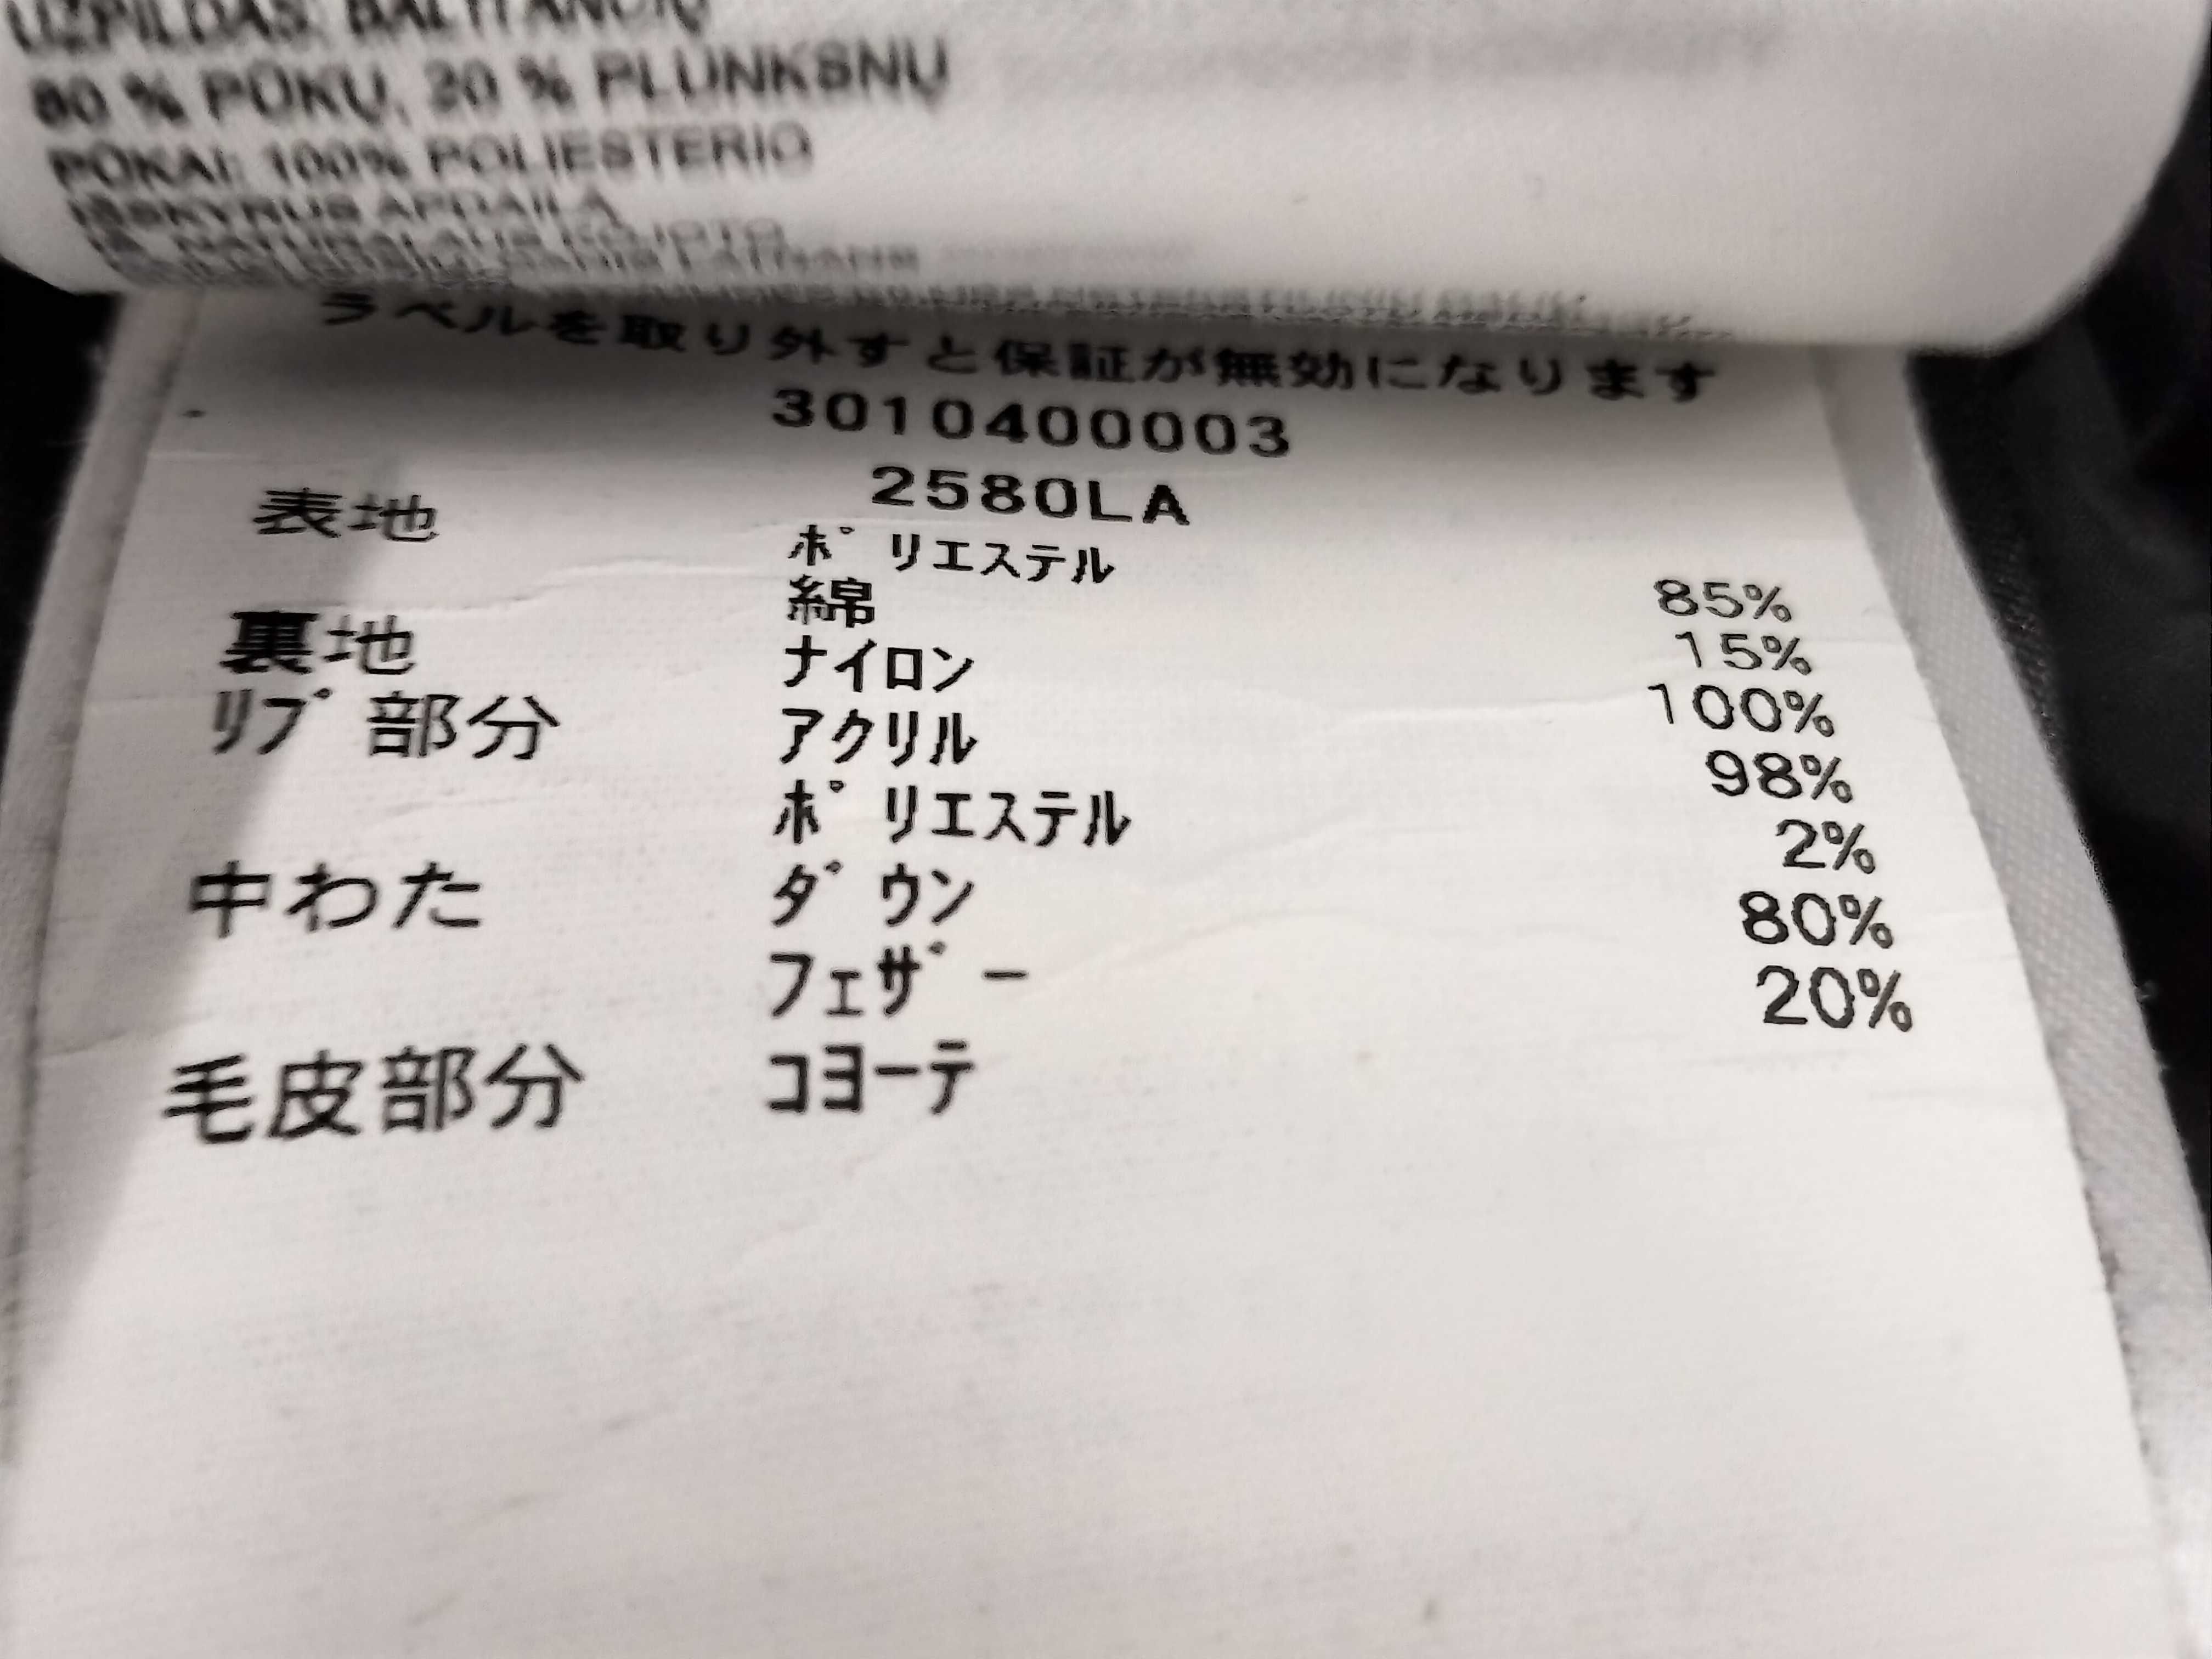 UŽPILDAS: BALTI ANČIŲ
80 % PŪKŲ, 20 % PLUNKSNŲ
PŪKAI: 100% POLIESTERIO
IŠSKYRUS APDAILĄ
ラベルを取り外すと保証が無効になります
3010400003
2580LA
表地 ポリエステル 85%
綿 15%
裏地 ナイロン 100%
リブ部分 アクリル 98%
ポリエステル 2%
中わた ダウン 80%
フェザー 20%
毛皮部分 コヨーテ